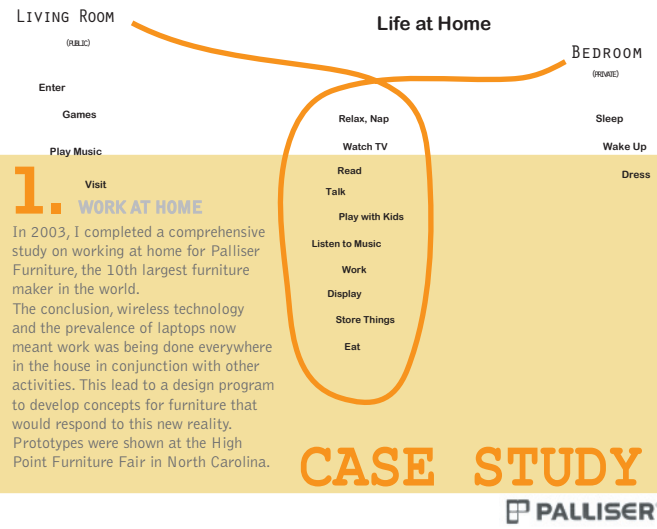 Life at Home
LIVING ROOM
(PUBLIC)
Enter
Games
Play Music
Visit
BEDROOM
(PRIVATE)
Sleep
Wake Up
Dress
Relax, Nap
Watch TV
Read
Talk
Play with Kids
Listen to Music
Work
Display
Store Things
Eat
1. WORK AT HOME
In 2003, I completed a comprehensive
study on working at home for Palliser
Furniture, the 10th largest furniture
maker in the world.
The conclusion, wireless technology
and the prevalence of laptops now
meant work was being done everywhere
in the house in conjunction with other
activities. This lead to a design program
to develop concepts for furniture that
would respond to this new reality.
Prototypes were shown at the High
Point Furniture Fair in North Carolina.
CASE STUDY
PALLISER